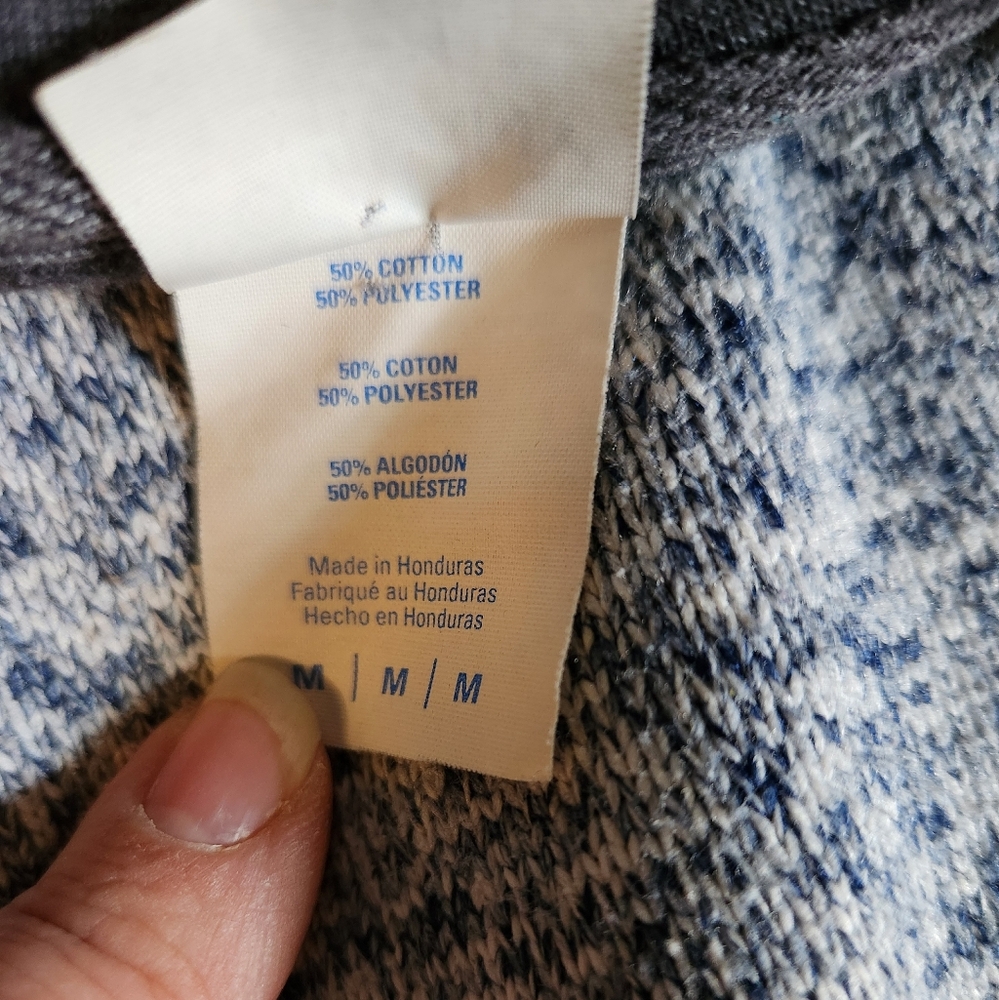 50% COTTON
50% POLYESTER
50% COTON
50% POLYESTER
50% ALGODÓN
50% POLIÉSTER
Made in Honduras
Fabriqué au Honduras
Hecho en Honduras
M | M / M